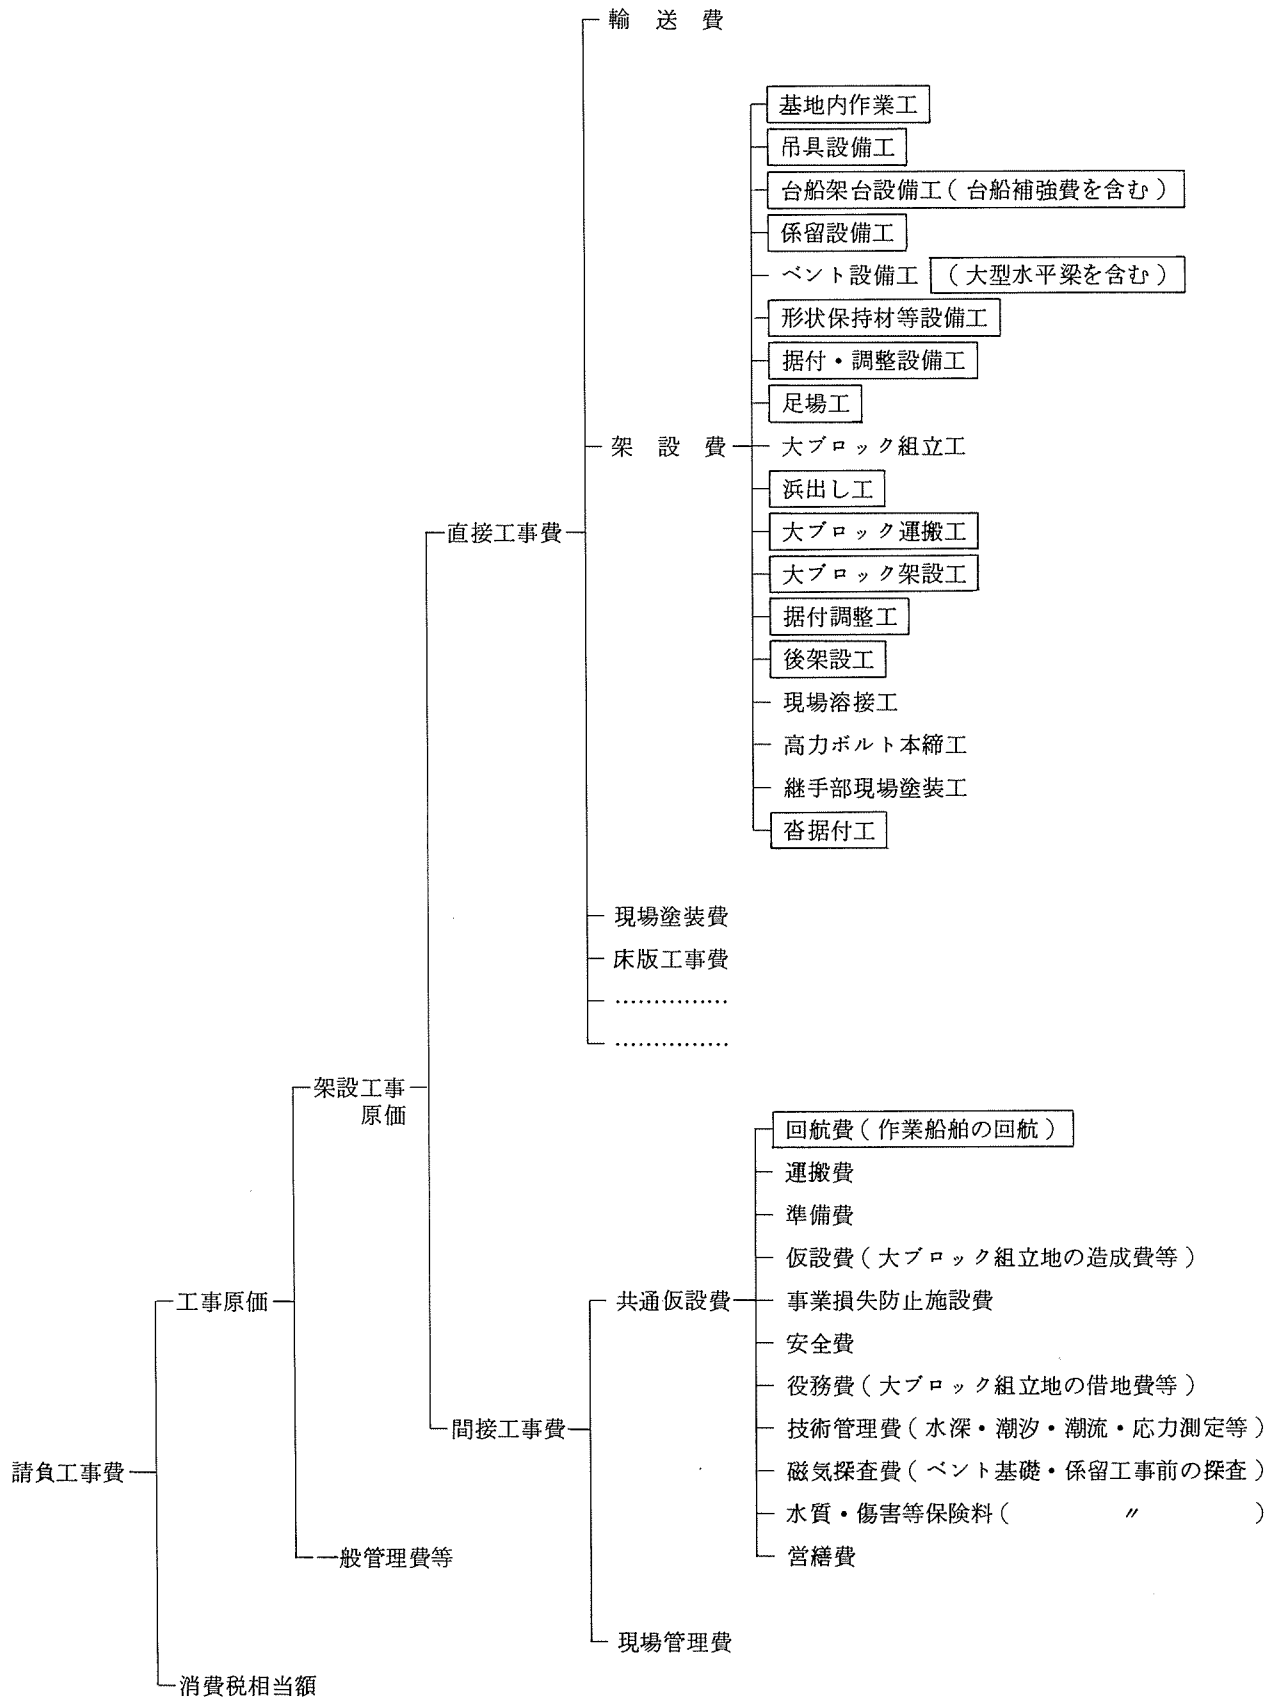 輸送費
基地内作業工
吊具設備工
台船架台設備工(台船補強費を含む)
係留設備工
ベント設備工(大型水平梁を含む)
形状保持材等設備工
据付・調整設備工
足場工
架設費
大ブロック組立工
浜出し工
直接工事費
大ブロック運搬工
大ブロック架設工
据付調整工
後架設工
現場溶接工
高力ボルト本締工
継手部現場塗装工
沓据付工
現場塗装費
床版工事費
……………
……………
架設工事
原価
回航費(作業船舶の回航)
運搬費
準備費
仮設費(大ブロック組立地の造成費等)
工事原価
共通仮設費
事業損失防止施設費
安全費
役務費(大ブロック組立地の借地費等)
間接工事費
技術管理費(水深・潮汐・潮流・応力測定等)
請負工事費
磁気探査費(ベント基礎・係留工事前の探査)
水質・傷害等保険料(〃)
一般管理費等
営繕費
現場管理費
消費税相当額